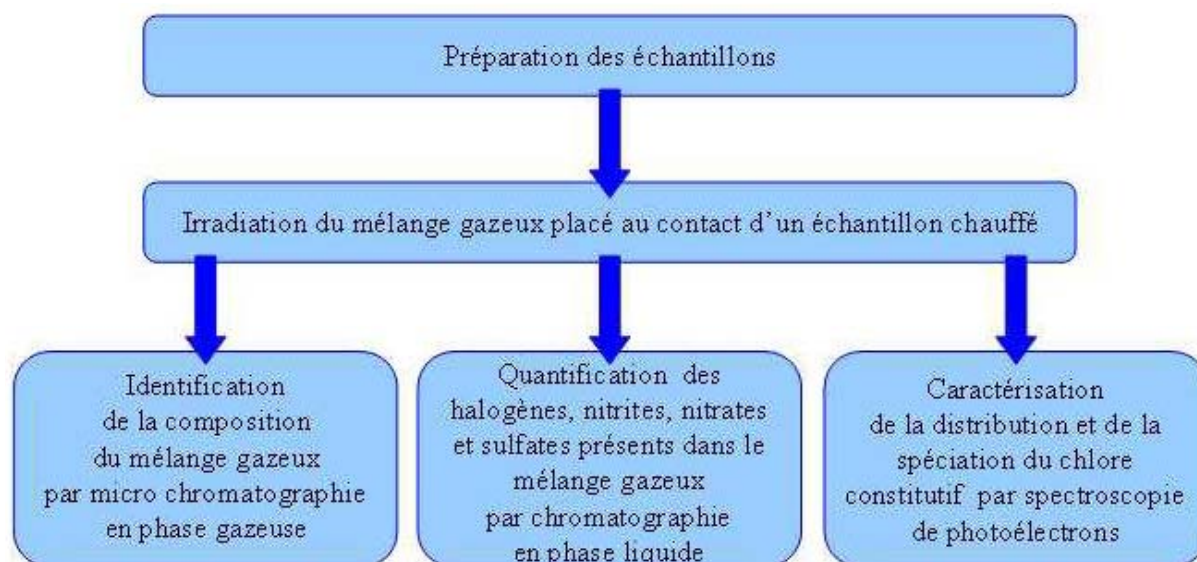 Préparation des échantillons
Irradiation du mélange gazeux placé au contact d’un échantillon chauffé
Identification
de la composition
du mélange gazeux
par micro chromatographie
en phase gazeuse
Quantification des
halogènes, nitrites, nitrates
et sulfates présents dans le
mélange gazeux
par chromatographie
en phase liquide
Caractérisation
de la distribution et de la
spéciation du chlore
constitutif par spectroscopie
de photoélectrons